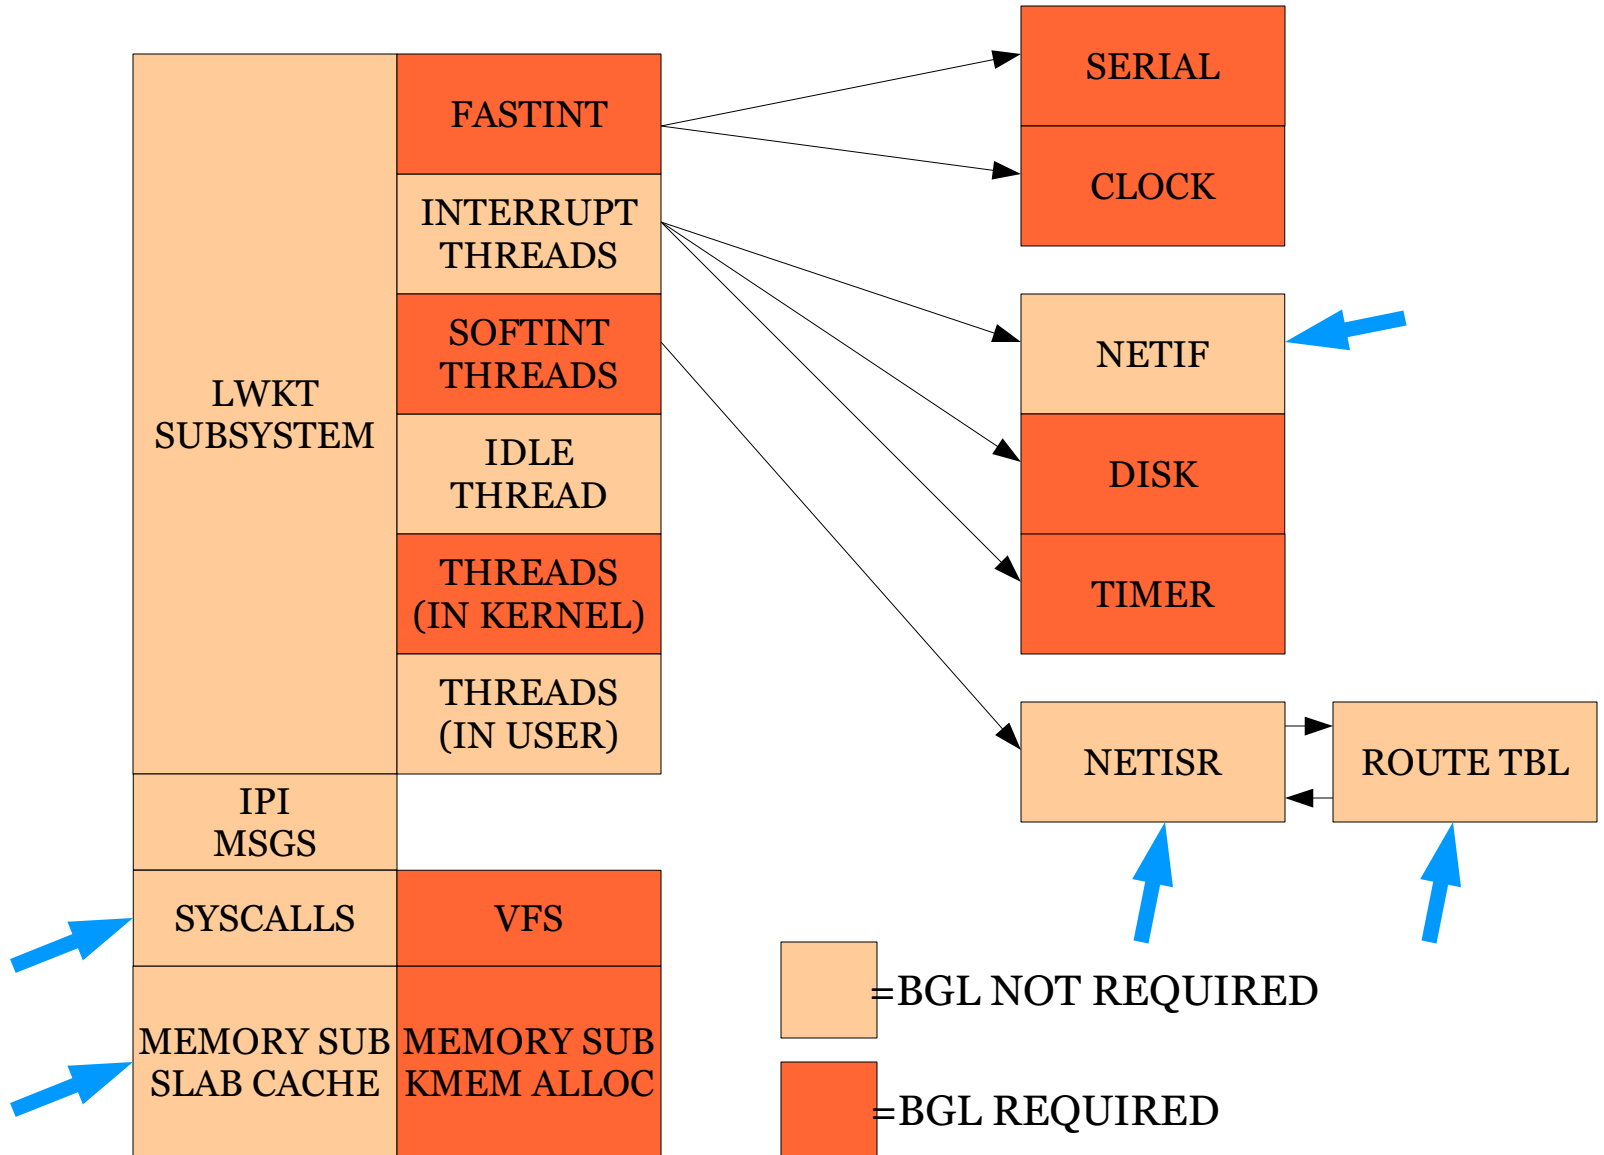 SERIAL
FASTINT
CLOCK
INTERRUPT
THREADS
SOFTINT
THREADS
NETIF
LWKT
SUBSYSTEM
IDLE
THREAD
DISK
THREADS
(IN KERNEL)
TIMER
THREADS
(IN USER)
NETISR
ROUTE TBL
IPI
MSGS
SYSCALLS
VFS
=BGL NOT REQUIRED
MEMORY SUB
SLAB CACHE
MEMORY SUB
KMEM ALLOC
=BGL REQUIRED